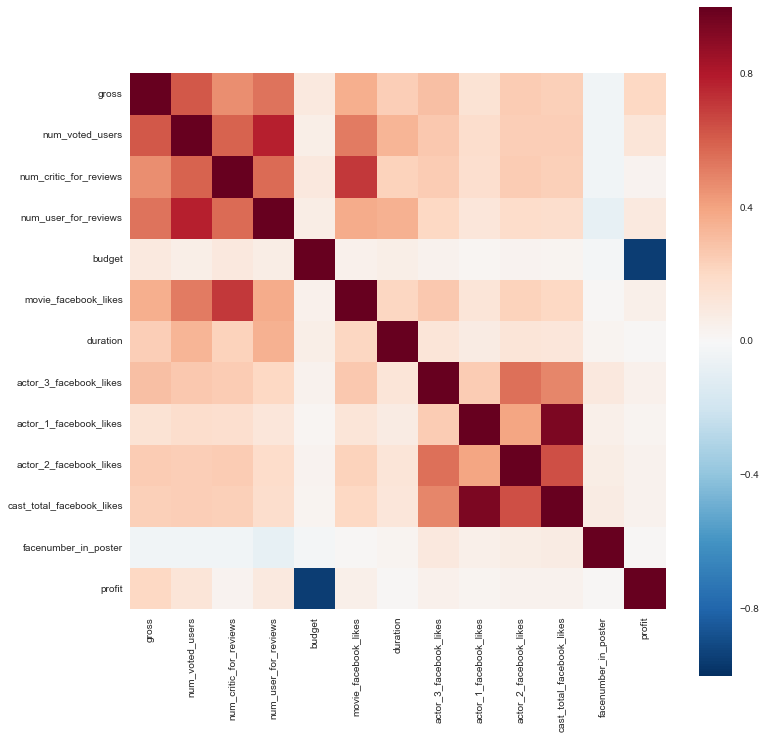 gross
num_voted_users
num_critic_for_reviews
num_user_for_reviews
budget
movie_facebook_likes
duration
actor_3_facebook_likes
actor_1_facebook_likes
actor_2_facebook_likes
cast_total_facebook_likes
facenumber_in_poster
profit
gross
num_voted_users
num_critic_for_reviews
num_user_for_reviews
budget
movie_facebook_likes
duration
actor_3_facebook_likes
actor_1_facebook_likes
actor_2_facebook_likes
cast_total_facebook_likes
facenumber_in_poster
profit
0.8
0.4
0.0
−0.4
−0.8